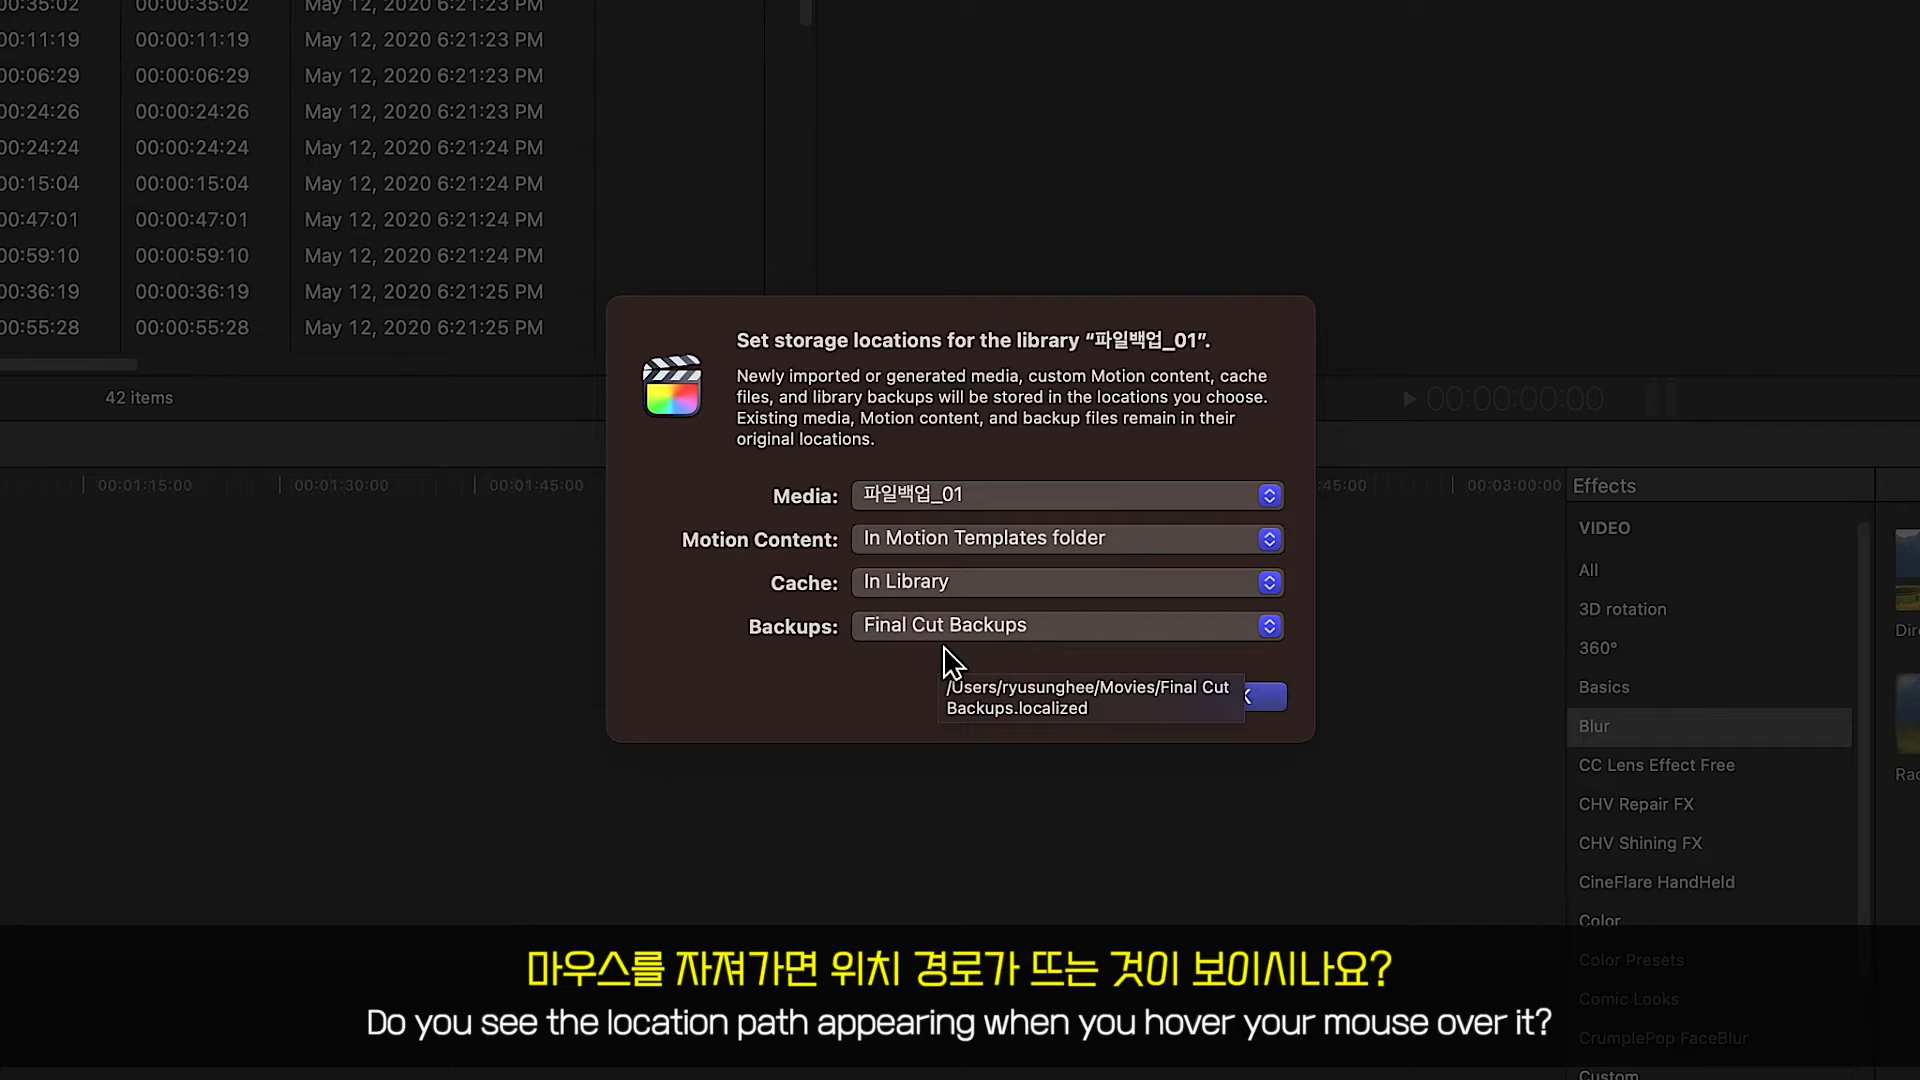 00:35:02 00:00:35:02 May 12, 2020 6:21:23 PM
00:11:19 00:00:11:19 May 12, 2020 6:21:23 PM
00:06:29 00:00:06:29 May 12, 2020 6:21:23 PM
00:24:26 00:00:24:26 May 12, 2020 6:21:23 PM
00:24:24 00:00:24:24 May 12, 2020 6:21:24 PM
00:15:04 00:00:15:04 May 12, 2020 6:21:24 PM
00:47:01 00:00:47:01 May 12, 2020 6:21:24 PM
00:59:10 00:00:59:10 May 12, 2020 6:21:24 PM
00:36:19 00:00:36:19 May 12, 2020 6:21:25 PM
00:55:28 00:00:55:28 May 12, 2020 6:21:25 PM
42 items
00:00:00:00
00:01:15:00 00:01:30:00 00:01:45:00
:45:00 00:03:00:00
Set storage locations for the library “파일백업_01”.
Newly imported or generated media, custom Motion content, cache
files, and library backups will be stored in the locations you choose.
Existing media, Motion content, and backup files remain in their
original locations.
Media: 파일백업_01
Motion Content: In Motion Templates folder
Cache: In Library
Backups: Final Cut Backups
/Users/ryusunghee/Movies/Final Cut
Backups.localized
K
Effects
VIDEO
All
3D rotation
360°
Basics
Blur
CC Lens Effect Free
CHV Repair FX
CHV Shining FX
CineFlare HandHeld
Color
Color Presets
Comic Looks
CrumplePop FaceBlur
Custom
Dire
Rad
마우스를 자져가면 위치 경로가 뜨는 것이 보이시나요?
Do you see the location path appearing when you hover your mouse over it?